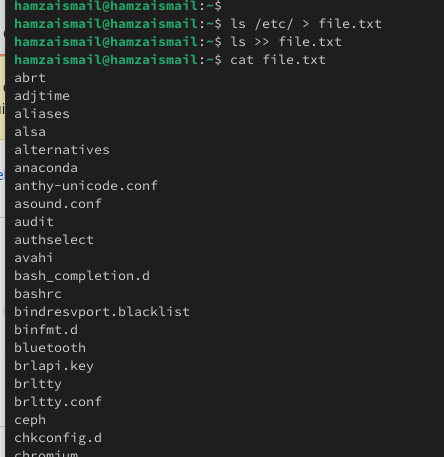 hamzaismail@hamzaismail:~$
hamzaismail@hamzaismail:~$ ls /etc/ > file.txt
hamzaismail@hamzaismail:~$ ls >> file.txt
hamzaismail@hamzaismail:~$ cat file.txt
abrt
adjtime
aliases
alsa
alternatives
anaconda
anthy-unicode.conf
asound.conf
audit
authselect
avahi
bash_completion.d
bashrc
bindresvport.blacklist
binfmt.d
bluetooth
brlapi.key
brltty
brltty.conf
ceph
chkconfig.d
chromium